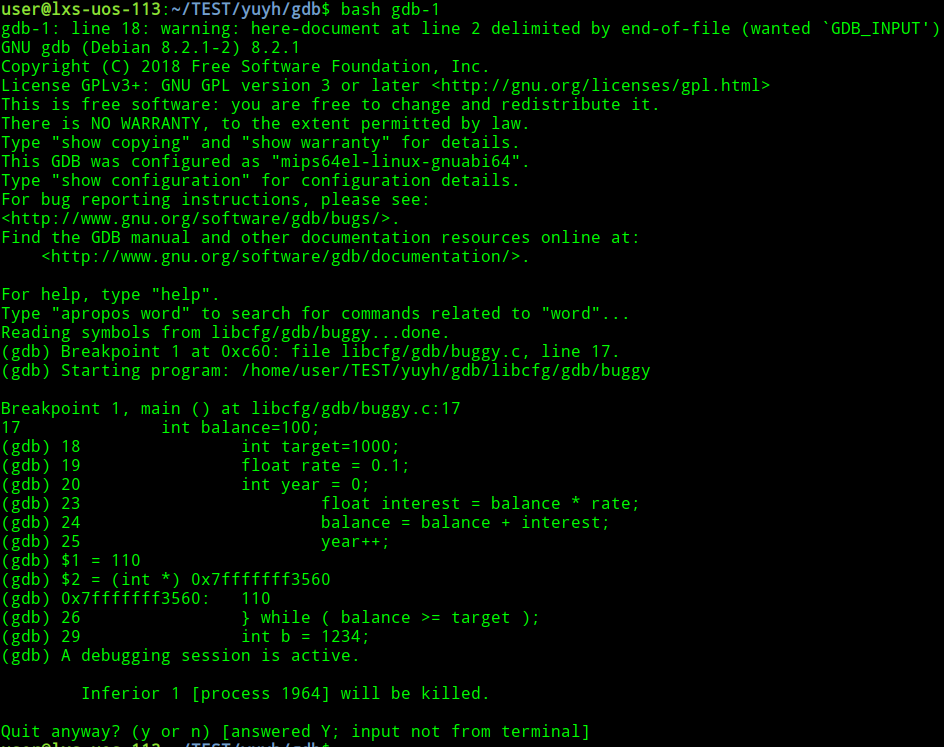 user@lxs-uos-113:~/TEST/yuyh/gdb$ bash gdb-1
gdb-1: line 18: warning: here-document at line 2 delimited by end-of-file (wanted `GDB_INPUT')
GNU gdb (Debian 8.2.1-2) 8.2.1
Copyright (C) 2018 Free Software Foundation, Inc.
License GPLv3+: GNU GPL version 3 or later <http://gnu.org/licenses/gpl.html>
This is free software: you are free to change and redistribute it.
There is NO WARRANTY, to the extent permitted by law.
Type "show copying" and "show warranty" for details.
This GDB was configured as "mips64el-linux-gnuabi64".
Type "show configuration" for configuration details.
For bug reporting instructions, please see:
<http://www.gnu.org/software/gdb/bugs/>.
Find the GDB manual and other documentation resources online at:
    <http://www.gnu.org/software/gdb/documentation/>.

For help, type "help".
Type "apropos word" to search for commands related to "word"...
Reading symbols from libcfg/gdb/buggy...done.
(gdb) Breakpoint 1 at 0xc60: file libcfg/gdb/buggy.c, line 17.
(gdb) Starting program: /home/user/TEST/yuyh/gdb/libcfg/gdb/buggy

Breakpoint 1, main () at libcfg/gdb/buggy.c:17
17              int balance=100;
(gdb) 18                int target=1000;
(gdb) 19                float rate = 0.1;
(gdb) 20                int year = 0;
(gdb) 23                        float interest = balance * rate;
(gdb) 24                        balance = balance + interest;
(gdb) 25                        year++;
(gdb) $1 = 110
(gdb) $2 = (int *) 0x7fffffff3560
(gdb) 0x7fffffff3560:   110
(gdb) 26                } while ( balance >= target );
(gdb) 29                int b = 1234;
(gdb) A debugging session is active.

        Inferior 1 [process 1964] will be killed.

Quit anyway? (y or n) [answered Y; input not from terminal]
user@lxs-uos-113:~/TEST/yuyh/gdb$